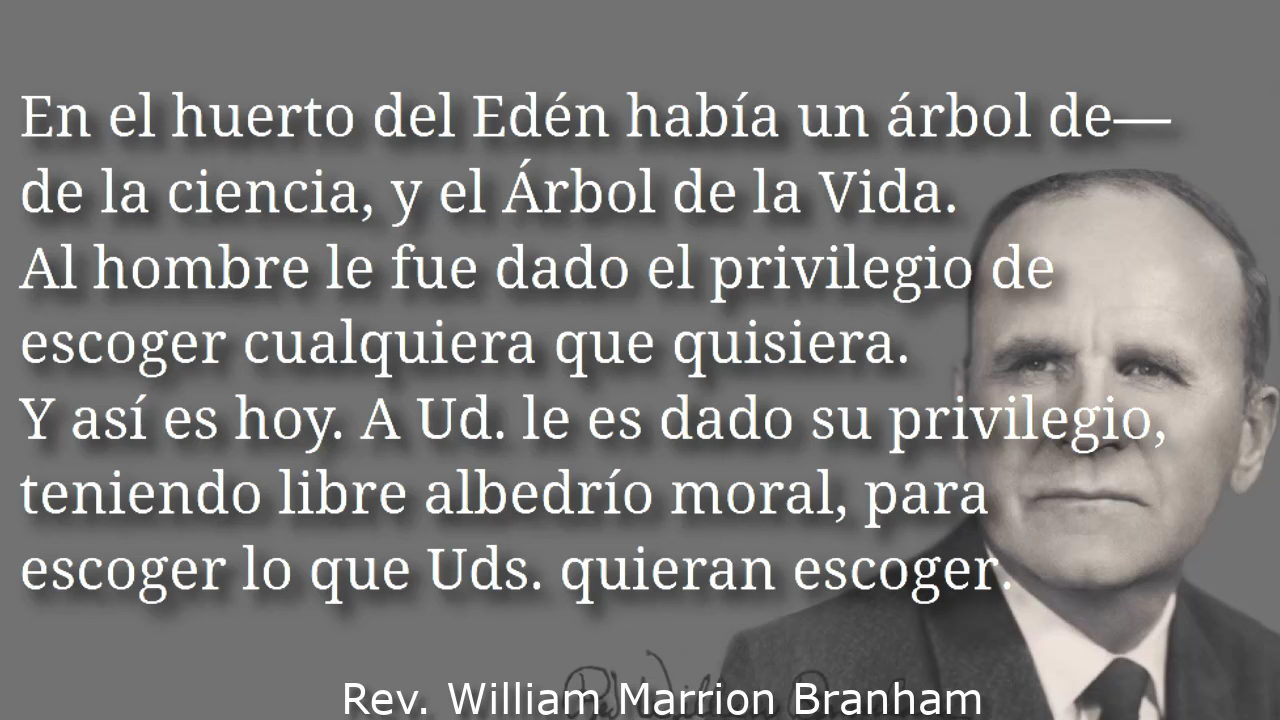 En el huerto del Edén había un árbol de—
de la ciencia, y el Árbol de la Vida.
Al hombre le fue dado el privilegio de
escoger cualquiera que quisiera.
Y así es hoy. A Ud. le es dado su privilegio,
teniendo libre albedrío moral, para
escoger lo que Uds. quieran escoger.
Rev. William Marrion Branham